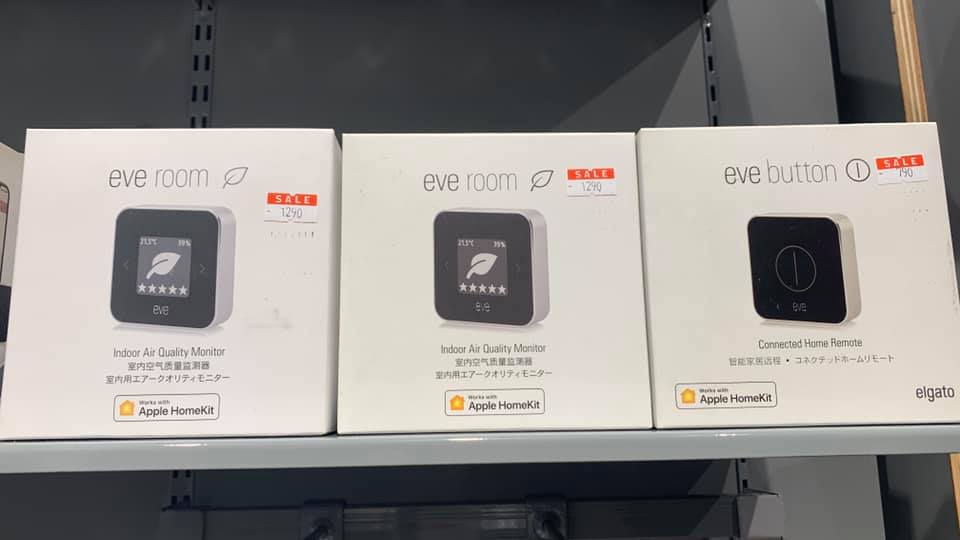 eve room
SALE
- 1290
21.5°C 39%
eve
Indoor Air Quality Monitor
室内空气质量监测器
室内用エアークオリティモニター
Works with
Apple HomeKit
eve room
SALE
- 1290
21.5°C 39%
eve
Indoor Air Quality Monitor
室内空气质量监测器
室内用エアークオリティモニター
Works with
Apple HomeKit
eve button
SALE
- 790
eve
Connected Home Remote
智能家居远程 • コネクテッドホームリモート
Works with
Apple HomeKit
elgato